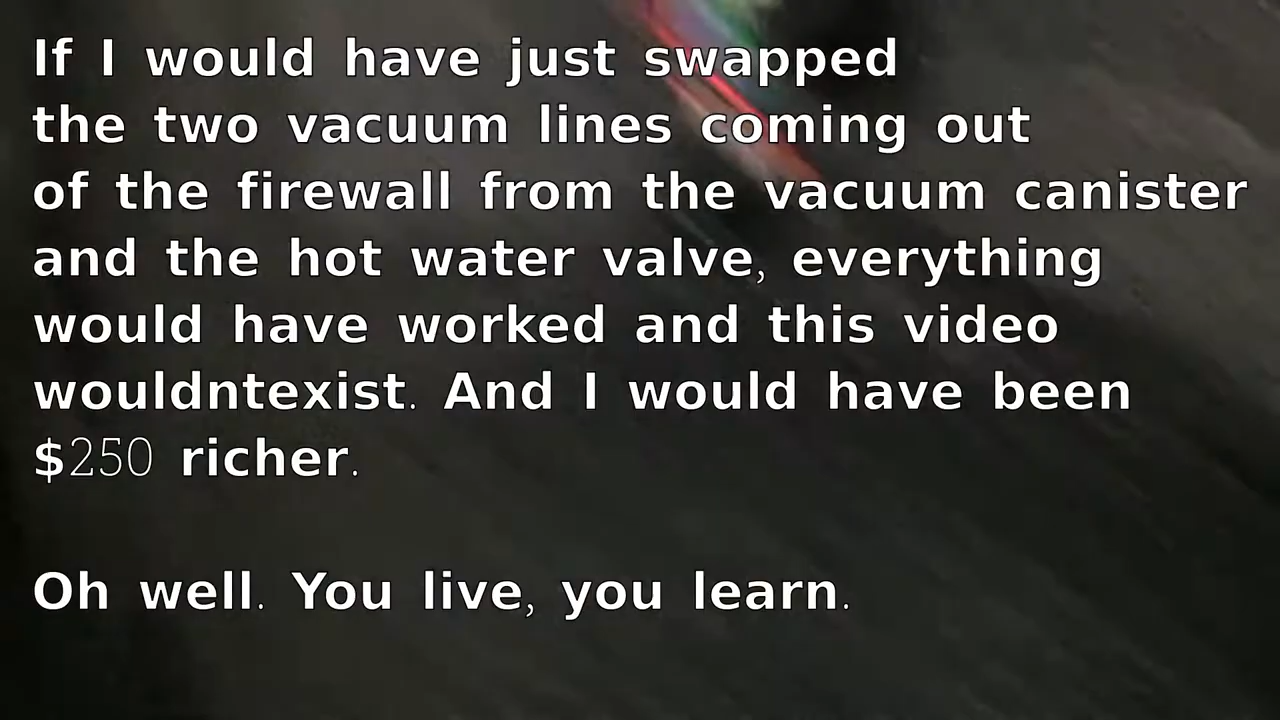 If I would have just swapped
the two vacuum lines coming out
of the firewall from the vacuum canister
and the hot water valve, everything
would have worked and this video
wouldntexist. And I would have been
$250 richer.
Oh well. You live, you learn.